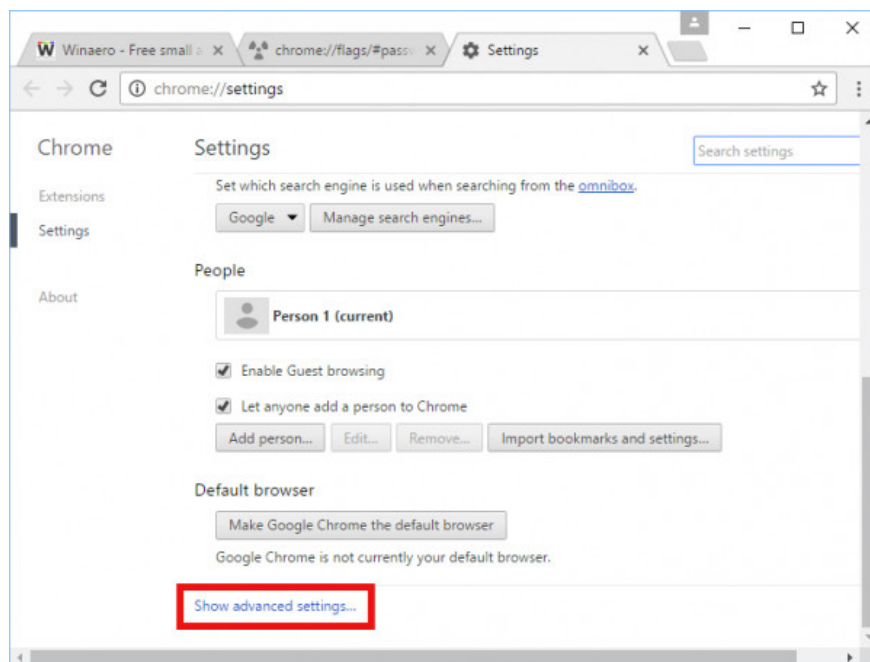 Winaero - Free small a
chrome://flags/#passw
Settings
chrome://settings
Chrome
Settings
Search settings
Extensions
Settings
About
Set which search engine is used when searching from the omnibox.
Google
Manage search engines...
People
Person 1 (current)
Enable Guest browsing
Let anyone add a person to Chrome
Add person...
Edit...
Remove...
Import bookmarks and settings...
Default browser
Make Google Chrome the default browser
Google Chrome is not currently your default browser.
Show advanced settings...